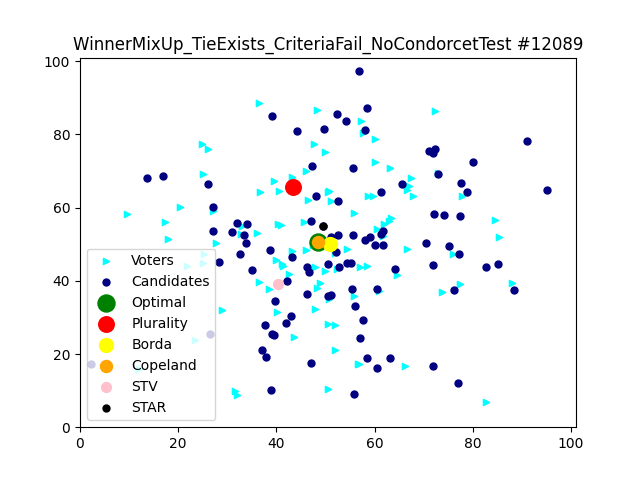 WinnerMixUp_TieExists_CriteriaFail_NoCondorcetTest #12089
100
80
60
40
20
0
Voters
Candidates
Optimal
Plurality
Borda
Copeland
STV
STAR
0 20 40 60 80 100